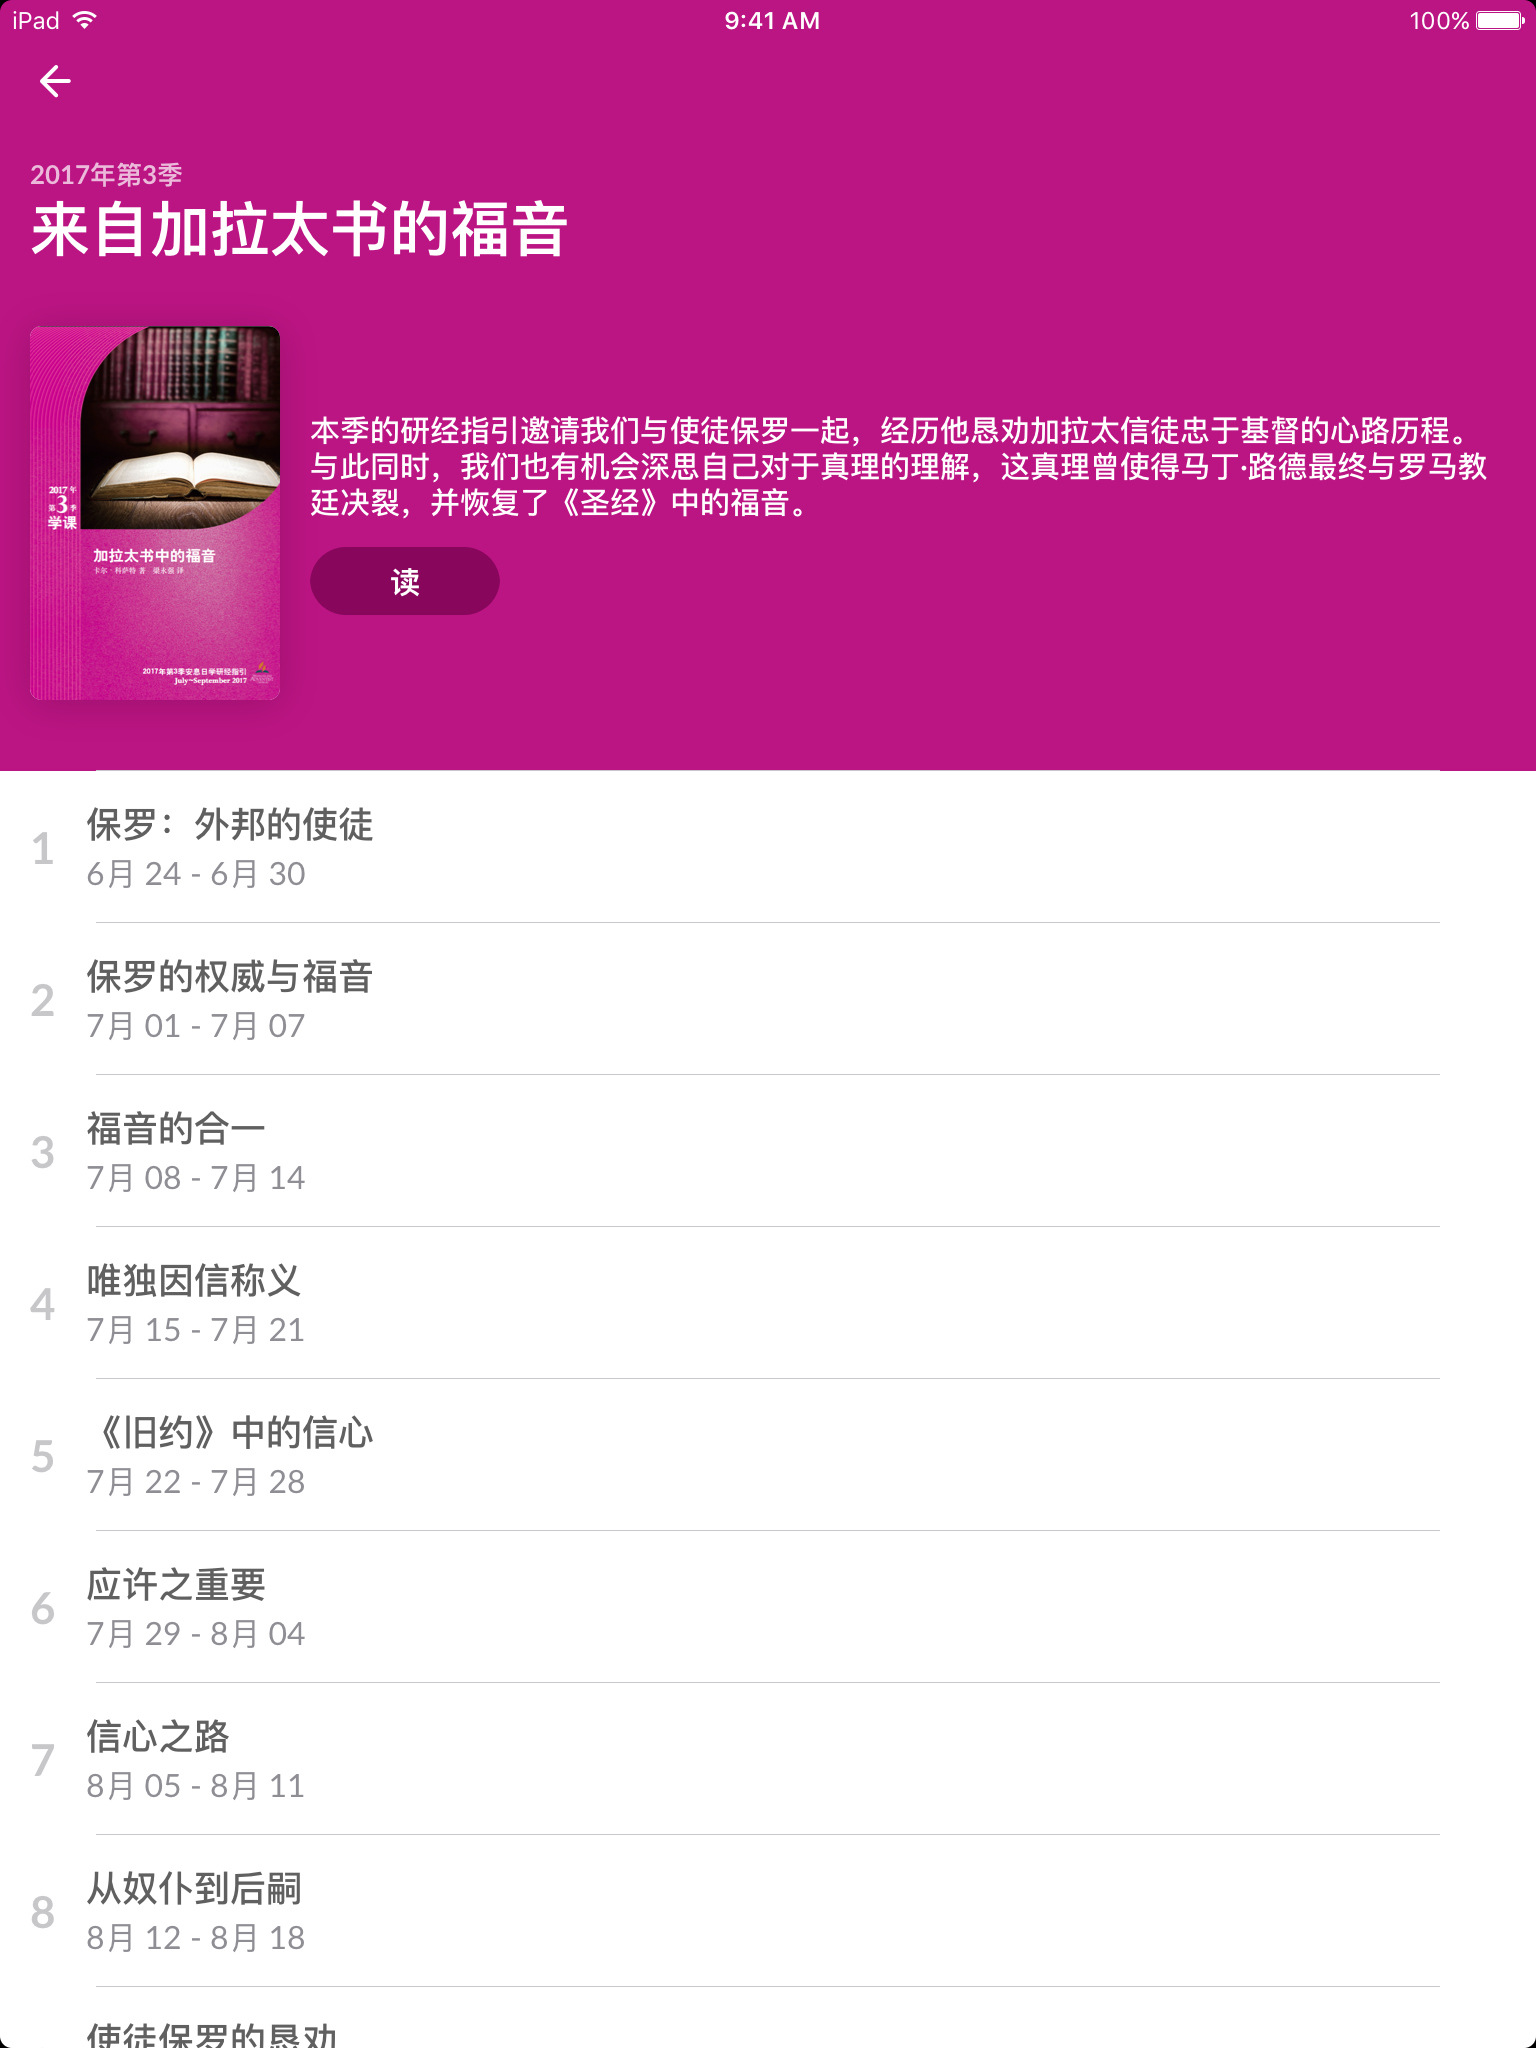 iPad
9:41 AM
100%
2017年第3季
来自加拉太书的福音
2017 年
第3季
学课
加拉太书中的福音
卡尔·科萨特 著 梁永强 译
2017年第3季安息日学研经指引
July~September 2017
本季的研经指引邀请我们与使徒保罗一起，经历他恳劝加拉太信徒忠于基督的心路历程。
与此同时，我们也有机会深思自己对于真理的理解，这真理曾使得马丁·路德最终与罗马教
廷决裂，并恢复了《圣经》中的福音。
读
1
保罗：外邦的使徒
6月 24 - 6月 30
2
保罗的权威与福音
7月 01 - 7月 07
3
福音的合一
7月 08 - 7月 14
4
唯独因信称义
7月 15 - 7月 21
5
《旧约》中的信心
7月 22 - 7月 28
6
应许之重要
7月 29 - 8月 04
7
信心之路
8月 05 - 8月 11
8
从奴仆到后嗣
8月 12 - 8月 18
使徒保罗的恳劝